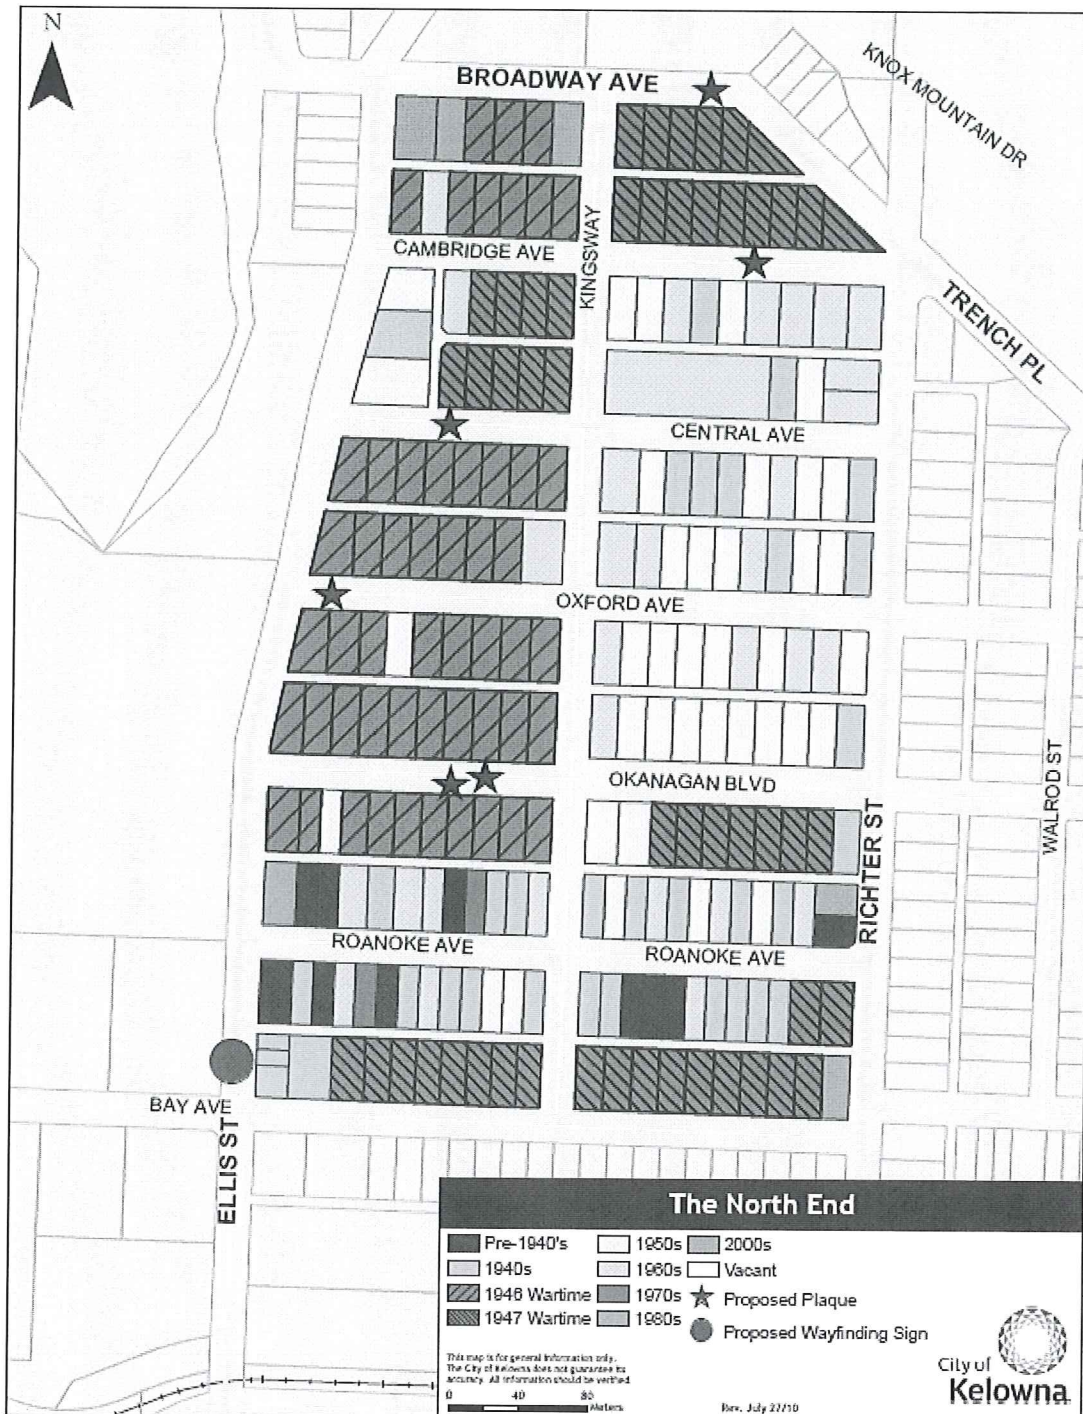 N
BROADWAY AVE
KNOX MOUNTAIN DR
KINGSWAY
CAMBRIDGE AVE
TRENCH PL
CENTRAL AVE
OXFORD AVE
OKANAGAN BLVD
WALROD ST
RICHTER ST
ROANOKE AVE
ROANOKE AVE
BAY AVE
ELLIS ST
The North End
Pre-1940's
1940s
1946 Wartime
1947 Wartime
1950s
1960s
1970s
1980s
2000s
Vacant
Proposed Plaque
Proposed Wayfinding Sign
This map is for general information only.
The City of Kelowna does not guarantee its
accuracy. All information should be verified.
0 40 80
Meters
Rev. July 27/10
City of
Kelowna